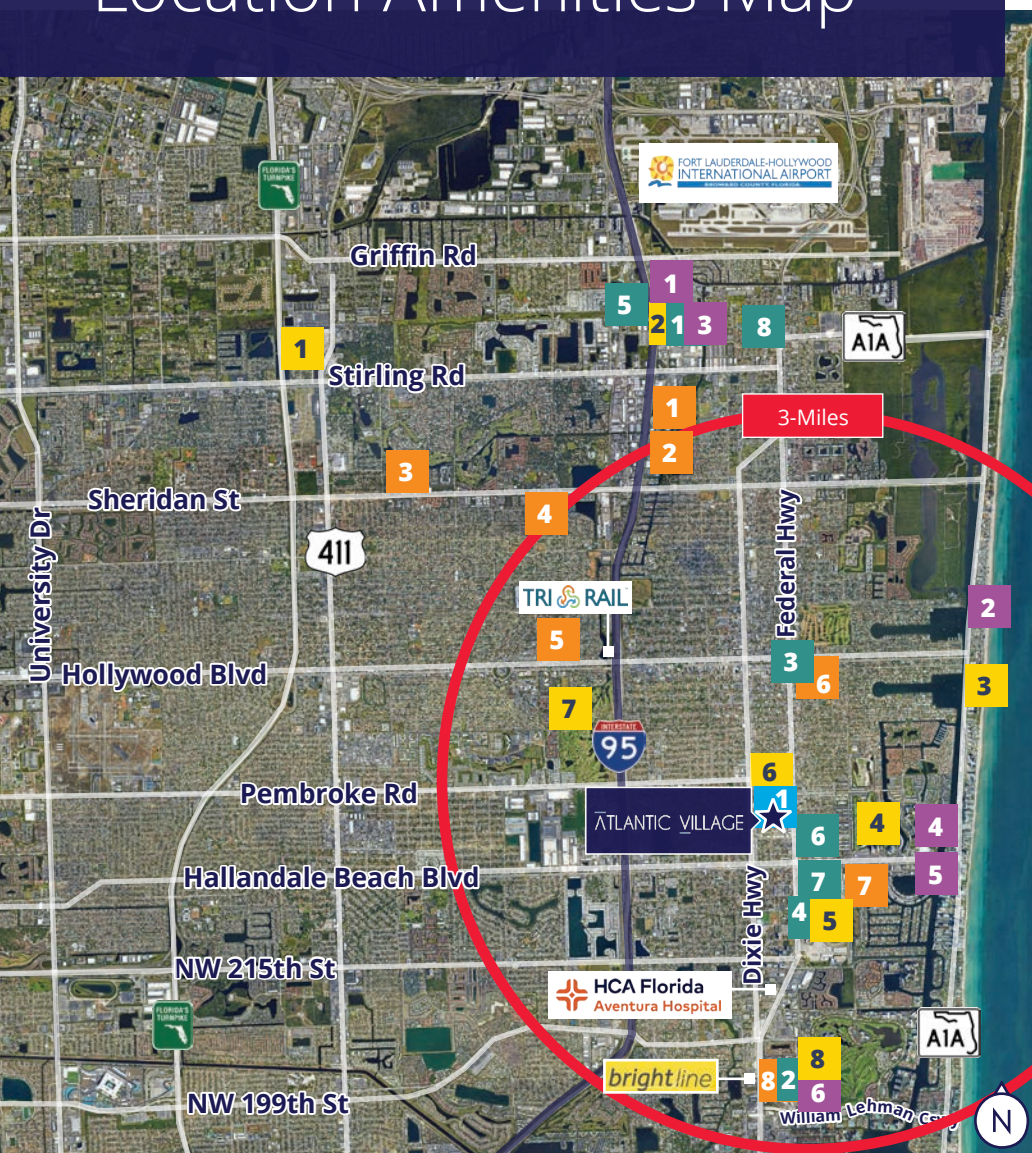 Location Amenities Map
FORT LAUDERDALE-HOLLYWOOD
INTERNATIONAL AIRPORT
BROWARD COUNTY, FLORIDA
FLORIDA'S
TURNPIKE
Griffin Rd
1
5
2
1
3
8
A1A
1
Stirling Rd
1
3-Miles
2
3
Sheridan St
4
411
University Dr
Federal Hwy
TRI RAIL
2
5
3
6
Hollywood Blvd
3
7
INTERSTATE
95
6
Pembroke Rd
1
ATLANTIC VILLAGE
4
4
6
Hallandale Beach Blvd
7
7
5
4
5
Dixie Hwy
NW 215th St
HCA Florida
Aventura Hospital
FLORIDA'S
TURNPIKE
A1A
brightline
8
2
8
6
NW 199th St
William Lehman Cswy
N